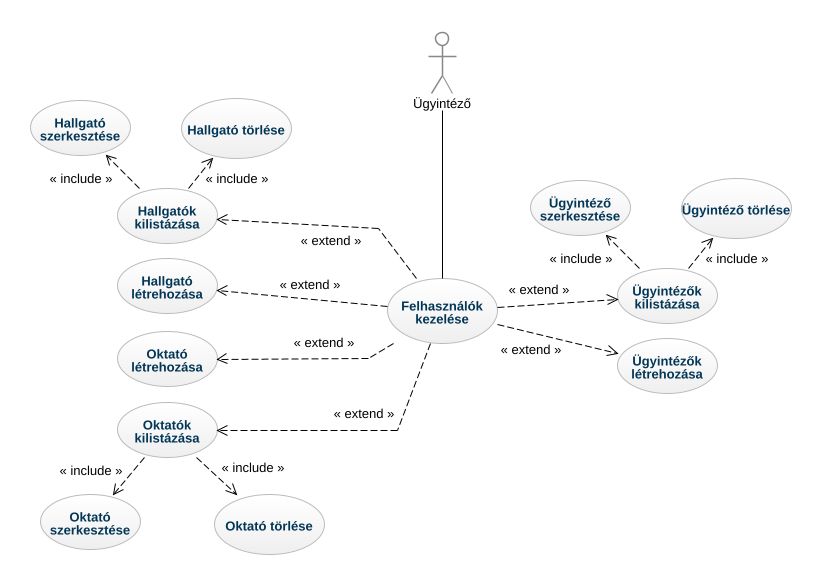 Ügyintéző
Hallgató
szerkesztése
Hallgató törlése
« include »
« include »
Hallgatók
kilistázása
« extend »
Hallgató
létrehozása
« extend »
Oktató
létrehozása
« extend »
Oktatók
kilistázása
« extend »
« include »
« include »
Oktató
szerkesztése
Oktató törlése
Felhasználók
kezelése
Ügyintéző
szerkesztése
Ügyintéző törlése
« include »
« include »
« extend »
Ügyintézők
kilistázása
« extend »
Ügyintézők
létrehozása